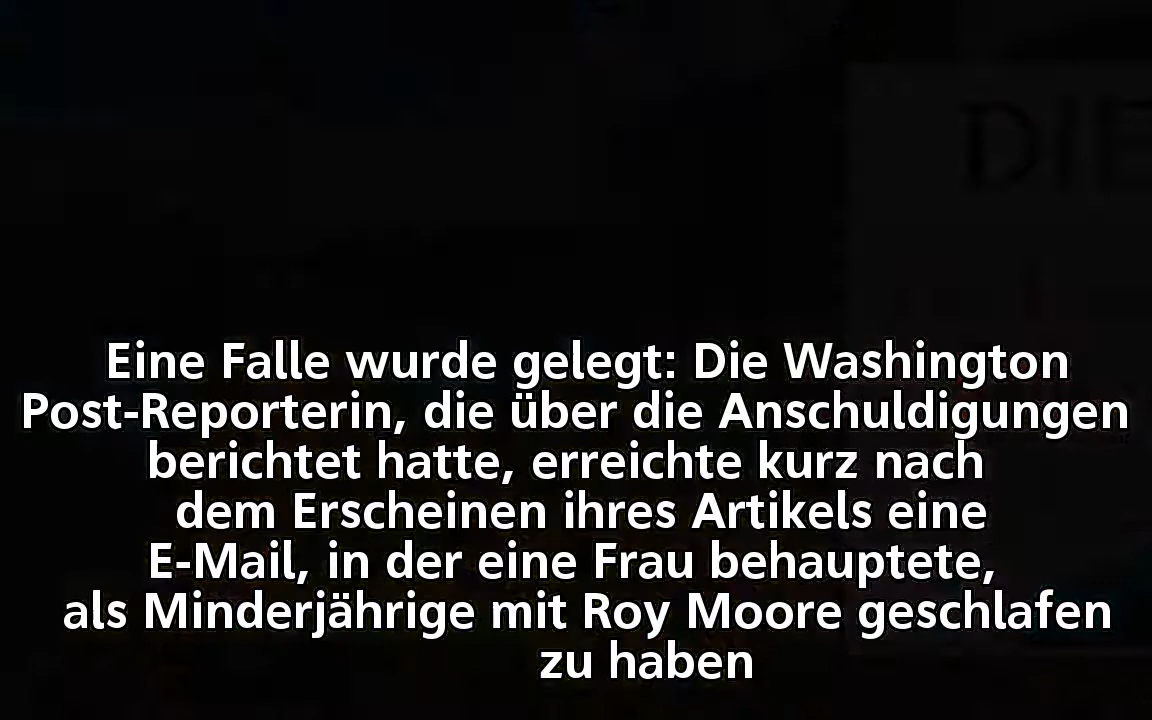 DIE
Eine Falle wurde gelegt: Die Washington
Post-Reporterin, die über die Anschuldigungen
berichtet hatte, erreichte kurz nach
dem Erscheinen ihres Artikels eine
E-Mail, in der eine Frau behauptete,
als Minderjährige mit Roy Moore geschlafen
zu haben